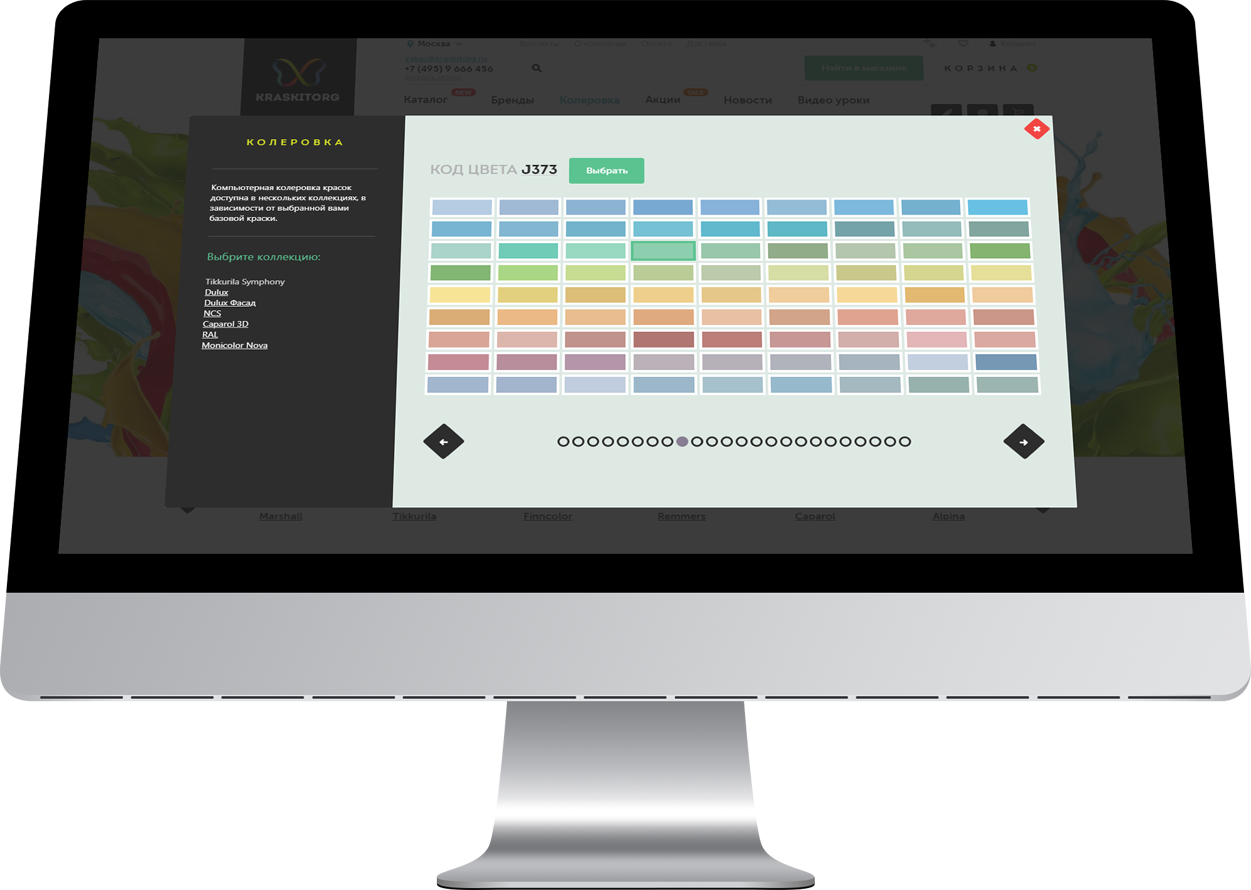 Москва
Контакты
О компании
Оплата
Доставка
+7 (495) 9 666 456
KRASKITORG
Найти в магазине
КОРЗИНА
Каталог NEW
Бренды
Колеровка
Акции SALE
Новости
Видео уроки
КОЛЕРОВКА
Компьютерная колеровка красок
доступна в нескольких коллекциях, в
зависимости от выбранной вами
базовой краски.
Выберите коллекцию:
Tikkurila Symphony
Dulux
Dulux Фасад
NCS
Caparol 3D
RAL
Monicolor Nova
КОД ЦВЕТА J373
Выбрать
Marshall
Tikkurila
Finncolor
Remmers
Caparol
Alpina